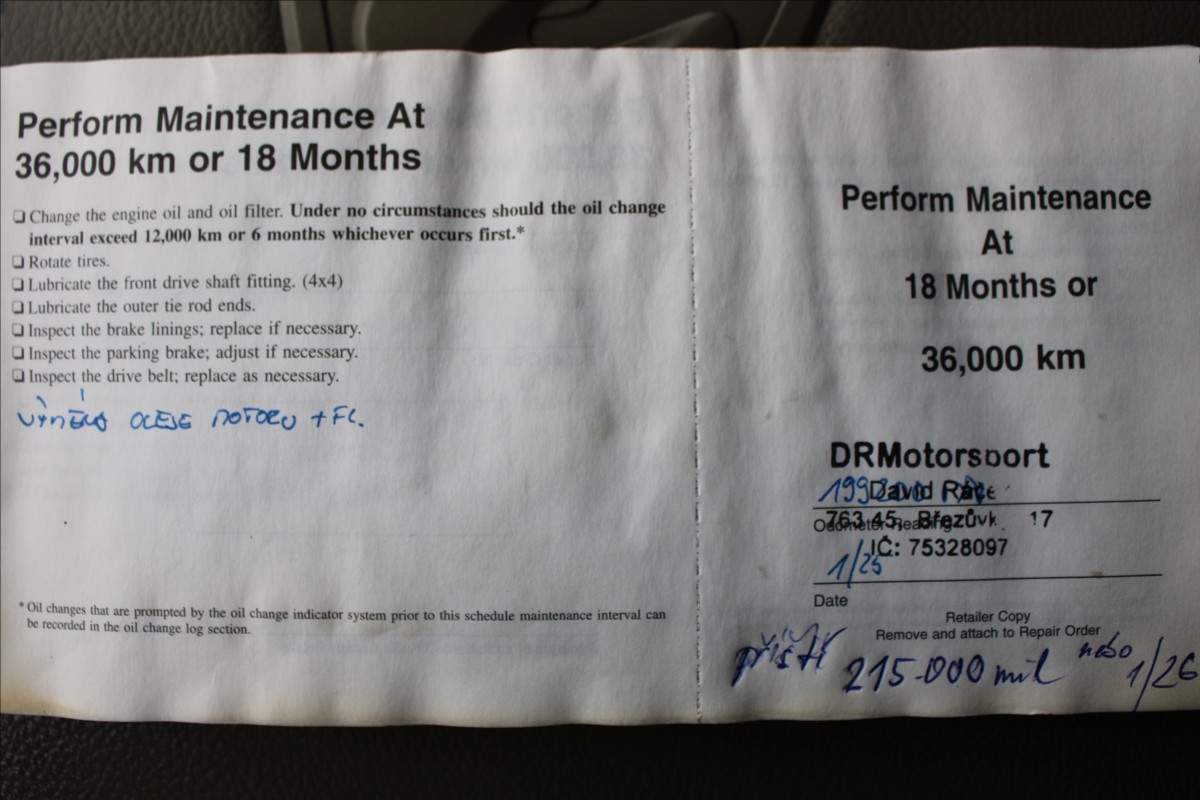 Perform Maintenance At
36,000 km or 18 Months
❏ Change the engine oil and oil filter. Under no circumstances should the oil change
interval exceed 12,000 km or 6 months whichever occurs first.*
❏ Rotate tires.
❏ Lubricate the front drive shaft fitting. (4x4)
❏ Lubricate the outer tie rod ends.
❏ Inspect the brake linings; replace if necessary.
❏ Inspect the parking brake; adjust if necessary.
❏ Inspect the drive belt; replace as necessary.
VÝMĚNA OLEJE MOTORU + FL.
* Oil changes that are prompted by the oil change indicator system prior to this schedule maintenance interval can
be recorded in the oil change log section.
Perform Maintenance
At
18 Months or
36,000 km
DRMotorsport
David
763 45
Odometer Reading
17
IČ: 75328097
1/25
Date
Retailer Copy
Remove and attach to Repair Order
příští 215.000 mil nebo 1/26